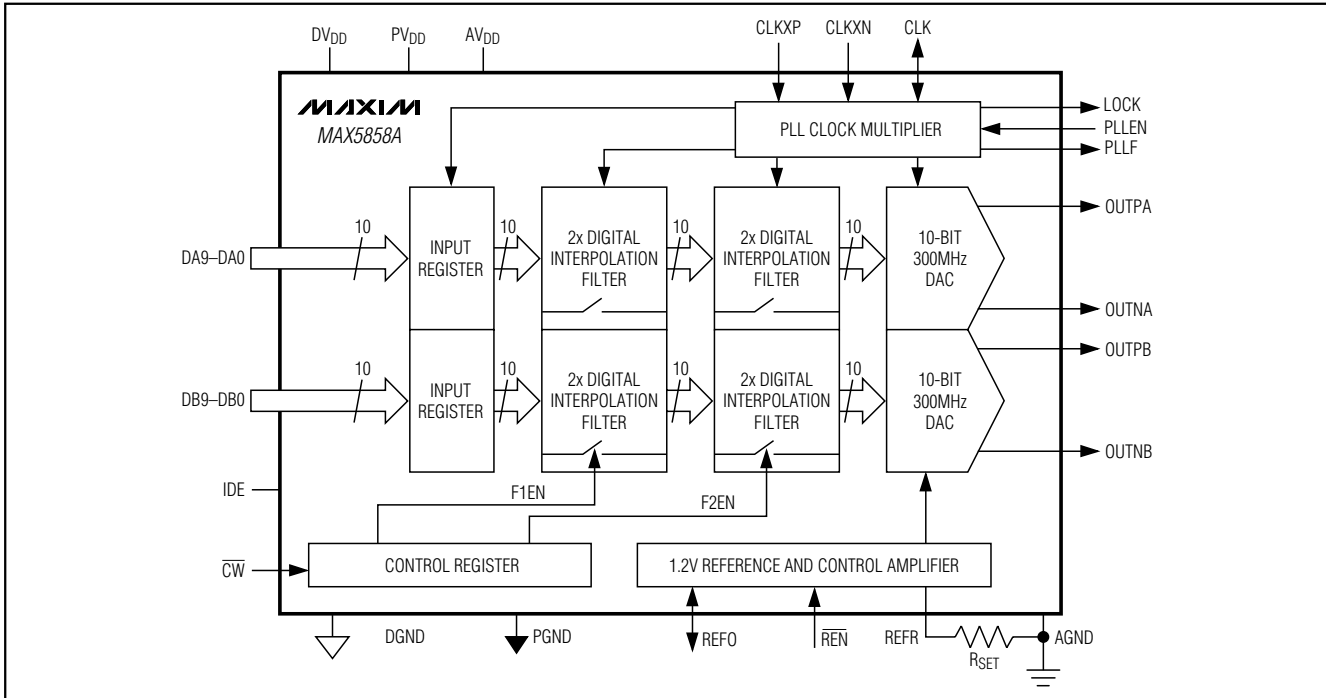 DVDD PVDD AVDD CLKXP CLKXN CLK
MAXIM
MAX5858A
PLL CLOCK MULTIPLIER
LOCK
PLLEN
PLLF
DA9–DA0
10
INPUT
REGISTER
10
2x DIGITAL
INTERPOLATION
FILTER
10
2x DIGITAL
INTERPOLATION
FILTER
10
10-BIT
300MHz
DAC
OUTPA
OUTNA
DB9–DB0
10
INPUT
REGISTER
10
2x DIGITAL
INTERPOLATION
FILTER
10
2x DIGITAL
INTERPOLATION
FILTER
10
10-BIT
300MHz
DAC
OUTPB
OUTNB
IDE
F1EN
F2EN
CW
CONTROL REGISTER
1.2V REFERENCE AND CONTROL AMPLIFIER
DGND
PGND
REFO
REN
REFR
RSET
AGND